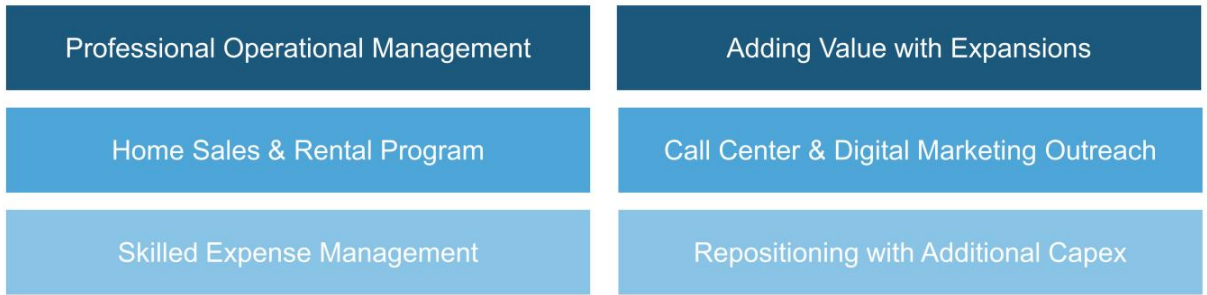 Professional Operational Management
Adding Value with Expansions
Home Sales & Rental Program
Call Center & Digital Marketing Outreach
Skilled Expense Management
Repositioning with Additional Capex